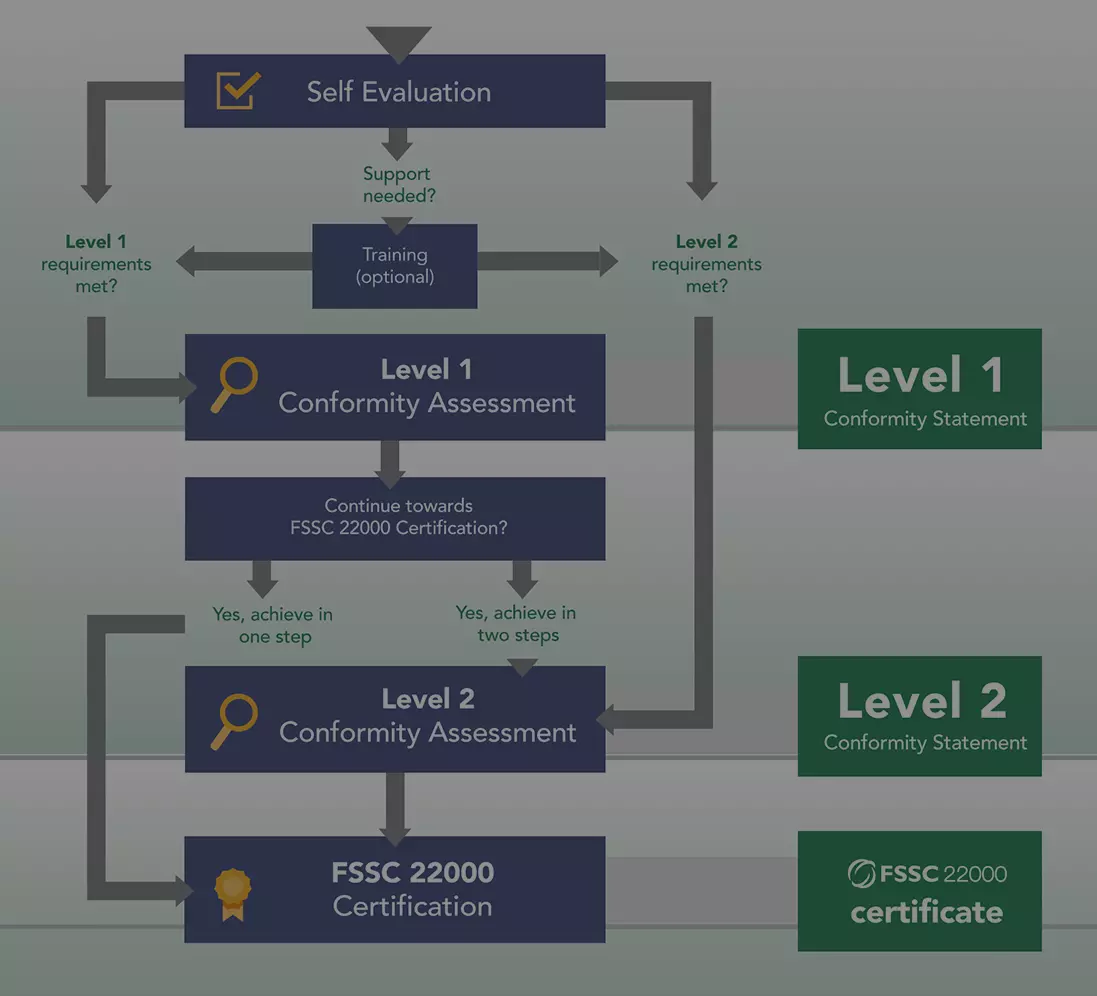 Self Evaluation
Support
needed?
Level 1
requirements
met?
Training
(optional)
Level 2
requirements
met?
Level 1
Conformity Assessment
Level 1
Conformity Statement
Continue towards
FSSC 22000 Certification?
Yes, achieve in
one step
Yes, achieve in
two steps
Level 2
Conformity Assessment
Level 2
Conformity Statement
FSSC 22000
Certification
FSSC 22000
certificate